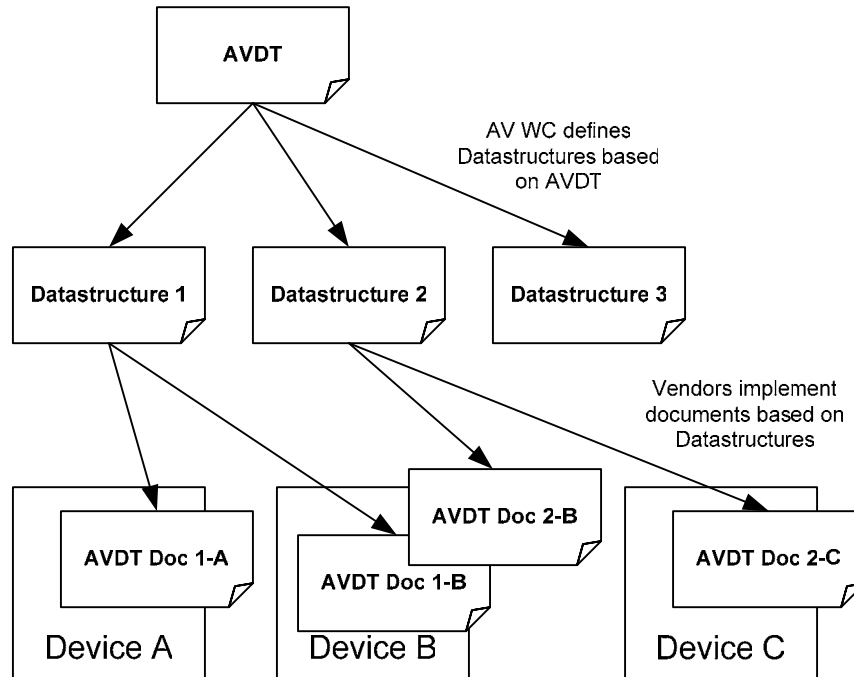 AVDT
AV WC defines
Datastructures based
on AVDT
Datastructure 1
Datastructure 2
Datastructure 3
Vendors implement
documents based on
Datastructures
AVDT Doc 1-A
AVDT Doc 2-B
AVDT Doc 1-B
AVDT Doc 2-C
Device A
Device B
Device C